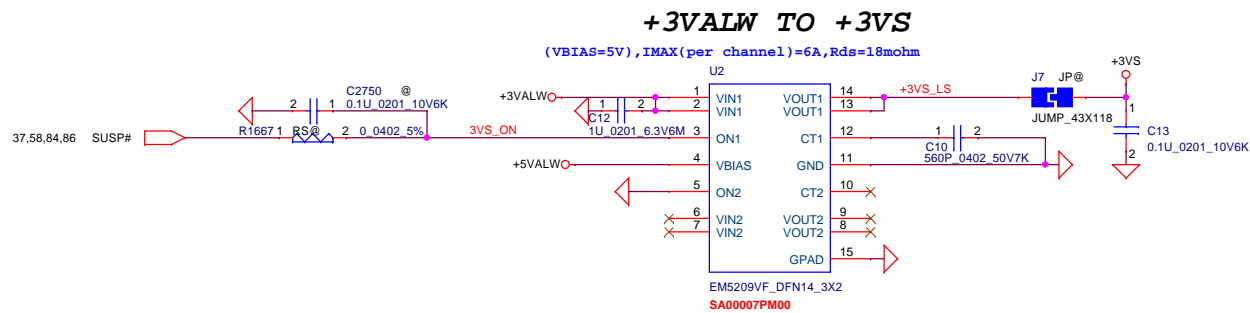 +3VALW TO +3VS
(VBIAS=5V),IMAX(per channel)=6A,Rds=18mohm
U2
+3VS
J7 JP@
C2750 @
2 1 0.1U_0201_10V6K
+3VALW
1 2
C12
1U_0201_6.3V6M
1 VIN1 VOUT1 14
2 VIN1 VOUT1 13
+3VS_LS
JUMP_43X118
1
C13
0.1U_0201_10V6K
2
37,58,84,86 SUSP#
R1667 1 RS@ 2 0_0402_5%
3VS_ON
3 ON1 CT1 12
1 2
C10
560P_0402_50V7K
+5VALW
4 VBIAS GND 11
5 ON2 CT2 10
6 VIN2 VOUT2 9
7 VIN2 VOUT2 8
GPAD 15
EM5209VF_DFN14_3X2
SA00007PM00